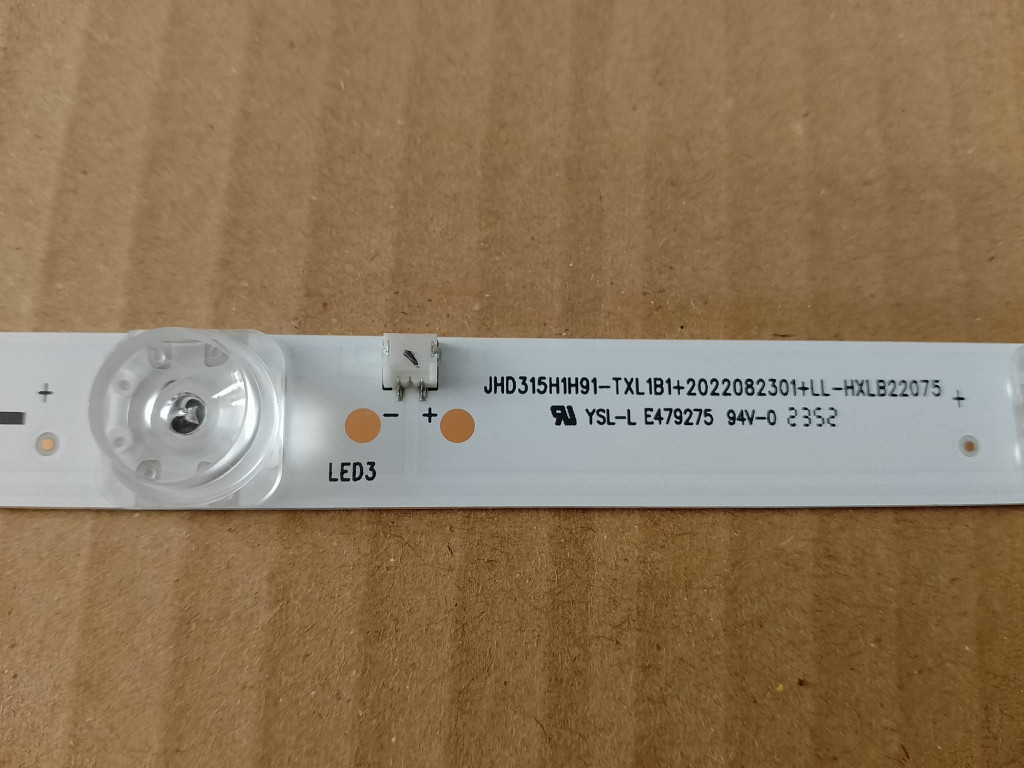 JHD315H1H91-TXL1B1+2022082301+LL-HXLB22075
YSL-L E479275 94V-0 2352
- +
LED3